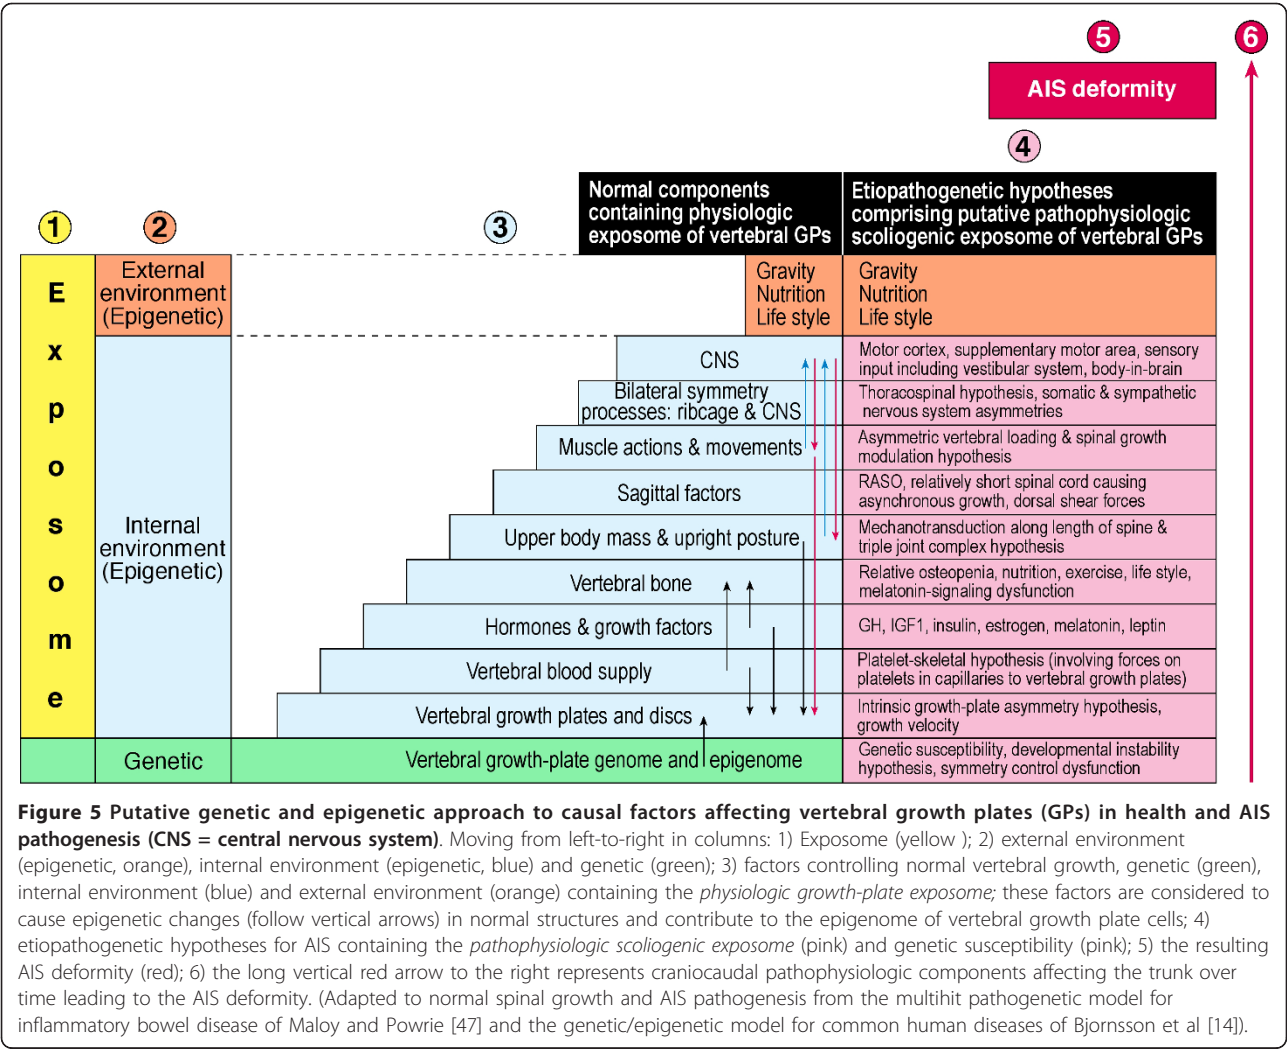 5
6
AIS deformity
4
Normal components
containing physiologic
exposome of vertebral GPs
Etiopathogenetic hypotheses
comprising putative pathophysiologic
scoliogenic exposome of vertebral GPs
1
2
3
E
x
p
o
s
o
m
e
External
environment
(Epigenetic)
Gravity
Nutrition
Life style
Gravity
Nutrition
Life style
Internal
environment
(Epigenetic)
CNS
Motor cortex, supplementary motor area, sensory
input including vestibular system, body-in-brain
Bilateral symmetry
processes: ribcage & CNS
Thoracospinal hypothesis, somatic & sympathetic
nervous system asymmetries
Muscle actions & movements
Asymmetric vertebral loading & spinal growth
modulation hypothesis
Sagittal factors
RASO, relatively short spinal cord causing
asynchronous growth, dorsal shear forces
Upper body mass & upright posture
Mechanotransduction along length of spine &
triple joint complex hypothesis
Vertebral bone
Relative osteopenia, nutrition, exercise, life style,
melatonin-signaling dysfunction
Hormones & growth factors
GH, IGF1, insulin, estrogen, melatonin, leptin
Vertebral blood supply
Platelet-skeletal hypothesis (involving forces on
platelets in capillaries to vertebral growth plates)
Vertebral growth plates and discs
Intrinsic growth-plate asymmetry hypothesis,
growth velocity
Genetic
Vertebral growth-plate genome and epigenome
Genetic susceptibility, developmental instability
hypothesis, symmetry control dysfunction
Figure 5 Putative genetic and epigenetic approach to causal factors affecting vertebral growth plates (GPs) in health and AIS
pathogenesis (CNS = central nervous system). Moving from left-to-right in columns: 1) Exposome (yellow ); 2) external environment
(epigenetic, orange), internal environment (epigenetic, blue) and genetic (green); 3) factors controlling normal vertebral growth, genetic (green),
internal environment (blue) and external environment (orange) containing the physiologic growth-plate exposome; these factors are considered to
cause epigenetic changes (follow vertical arrows) in normal structures and contribute to the epigenome of vertebral growth plate cells; 4)
etiopathogenetic hypotheses for AIS containing the pathophysiologic scoliogenic exposome (pink) and genetic susceptibility (pink); 5) the resulting
AIS deformity (red); 6) the long vertical red arrow to the right represents craniocaudal pathophysiologic components affecting the trunk over
time leading to the AIS deformity. (Adapted to normal spinal growth and AIS pathogenesis from the multihit pathogenetic model for
inflammatory bowel disease of Maloy and Powrie [47] and the genetic/epigenetic model for common human diseases of Bjornsson et al [14]).